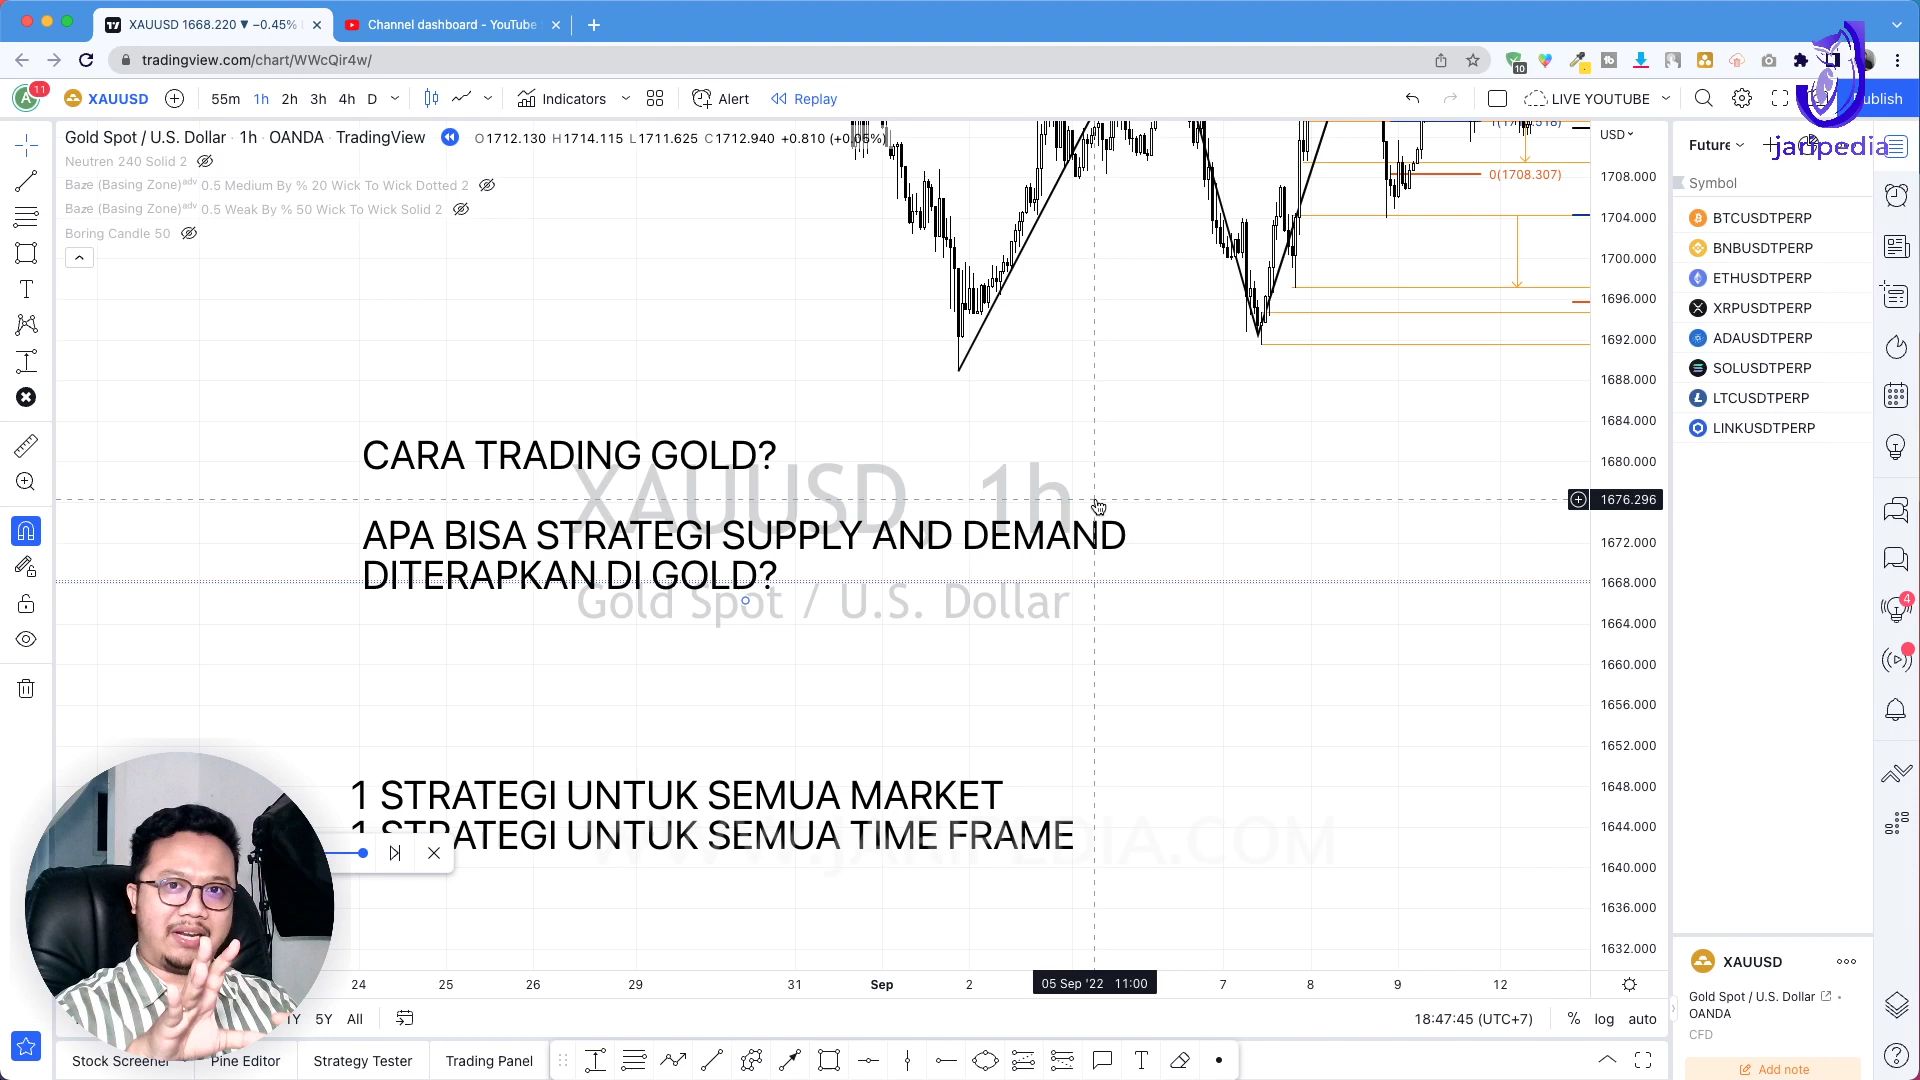 XAUUSD 1668.220 ▼ −0.45%
Channel dashboard - YouTube
tradingview.com/chart/WWcQir4w/
10
A 11
XAUUSD
55m 1h 2h 3h 4h D
Indicators
Alert
Replay
LIVE YOUTUBE
jaripedia
Gold Spot / U.S. Dollar · 1h · OANDA · TradingView
O1712.130 H1714.115 L1711.625 C1712.940 +0.810 (+0.05%)
Neutren 240 Solid 2
Baze (Basing Zone)adv 0.5 Medium By % 20 Wick To Wick Dotted 2
Baze (Basing Zone)adv 0.5 Weak By % 50 Wick To Wick Solid 2
Boring Candle 50
0(1708.307)
USD
1708.000
1704.000
1700.000
1696.000
1692.000
1688.000
1684.000
1680.000
1676.296
1672.000
1668.000
1664.000
1660.000
1656.000
1652.000
1648.000
1644.000
1640.000
1636.000
1632.000
CARA TRADING GOLD?
XAUUSD, 1h
APA BISA STRATEGI SUPPLY AND DEMAND
DITERAPKAN DI GOLD?
Gold Spot / U.S. Dollar
1 STRATEGI UNTUK SEMUA MARKET
1 STRATEGI UNTUK SEMUA TIME FRAME
24 25 26 29 31 Sep 2 05 Sep '22 11:00 7 8 9 12
5Y All
18:47:45 (UTC+7) % log auto
Stock Screener
Pine Editor
Strategy Tester
Trading Panel
Symbol
BTCUSDTPERP
BNBUSDTPERP
ETHUSDTPERP
XRPUSDTPERP
ADAUSDTPERP
SOLUSDTPERP
LTCUSDTPERP
LINKUSDTPERP
4
XAUUSD
Gold Spot / U.S. Dollar
OANDA
CFD
Add note